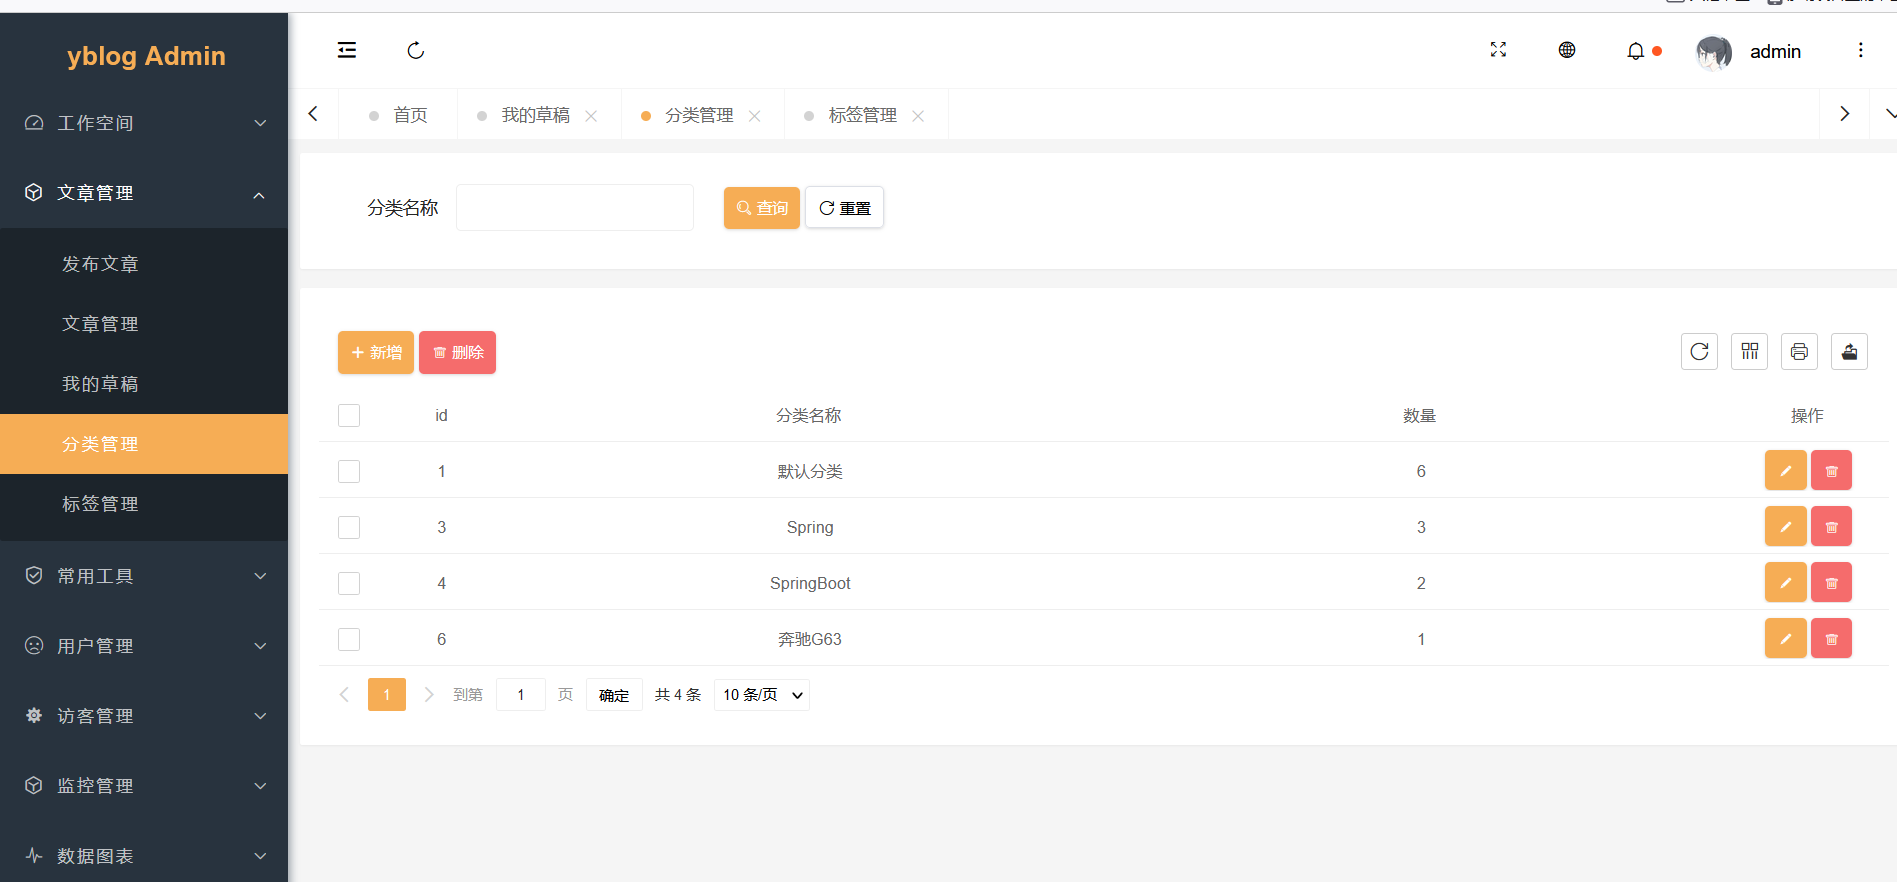 yblog Admin
工作空间
文章管理
发布文章
文章管理
我的草稿
分类管理
标签管理
常用工具
用户管理
访客管理
监控管理
数据图表
admin
首页
我的草稿
分类管理
标签管理
分类名称
查询
重置
新增
删除
id 分类名称 数量 操作
1 默认分类 6
3 Spring 3
4 SpringBoot 2
6 奔驰G63 1
1 到第 1 页 确定 共 4 条 10 条/页